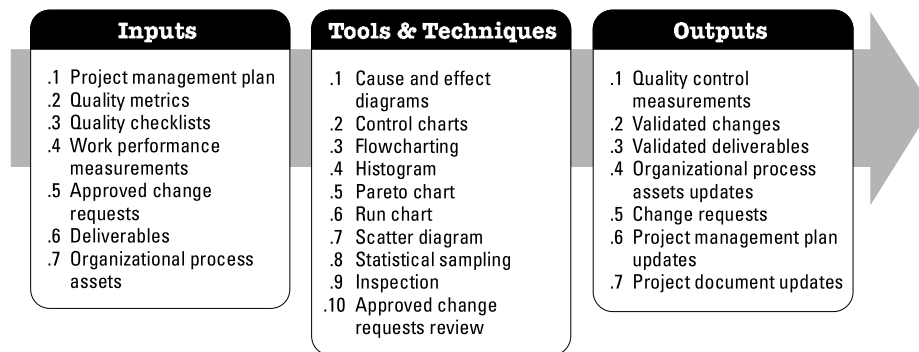 Inputs
.1 Project management plan
.2 Quality metrics
.3 Quality checklists
.4 Work performance
measurements
.5 Approved change
requests
.6 Deliverables
.7 Organizational process
assets
Tools & Techniques
.1 Cause and effect
diagrams
.2 Control charts
.3 Flowcharting
.4 Histogram
.5 Pareto chart
.6 Run chart
.7 Scatter diagram
.8 Statistical sampling
.9 Inspection
.10 Approved change
requests review
Outputs
.1 Quality control
measurements
.2 Validated changes
.3 Validated deliverables
.4 Organizational process
assets updates
.5 Change requests
.6 Project management plan
updates
.7 Project document updates